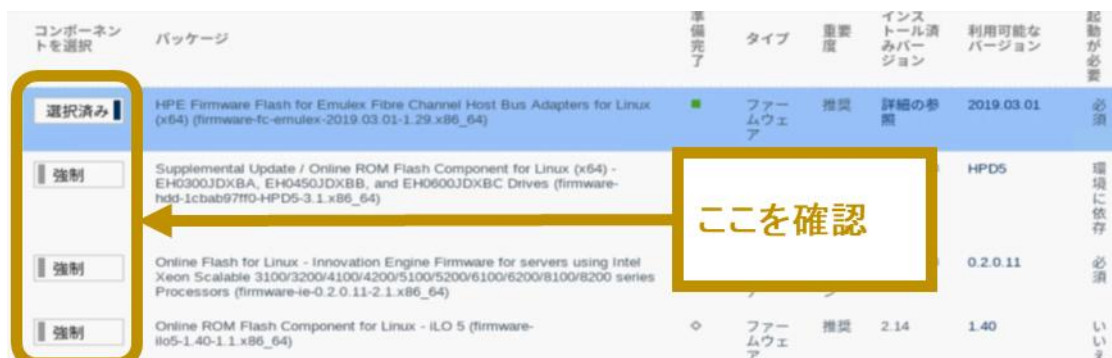 コンポーネン
トを選択
パッケージ
準備完了
タイプ
重要
度
インス
トール済
みバー
ジョン
利用可能な
バージョン
起動が必要
選択済み
HPE Firmware Flash for Emulex Fibre Channel Host Bus Adapters for Linux
(x64) (firmware-fc-emulex-2019.03.01-1.29.x86_64)
ファー
ムウェ
ア
推奨
詳細の参
照
2019.03.01
必須
強制
Supplemental Update / Online ROM Flash Component for Linux (x64) -
EH0300JDXBA, EH0450JDXBB, and EH0600JDXBC Drives (firmware-
hdd-1cbab97ff0-HPD5-3.1.x86_64)
HPD5
環境に依存
ここを確認
強制
Online Flash for Linux - Innovation Engine Firmware for servers using Intel
Xeon Scalable 3100/3200/4100/4200/5100/5200/6100/6200/8100/8200 series
Processors (firmware-ie-0.2.0.11-2.1.x86_64)
0.2.0.11
必須
強制
Online ROM Flash Component for Linux - iLO 5 (firmware-
ilo5-1.40-1.1.x86_64)
ファー
ムウェ
ア
推奨
2.14
1.40
いいえ